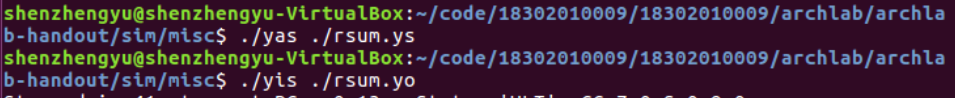 shenzhengyu@shenzhengyu-VirtualBox:~/code/18302010009/18302010009/archlab/archla
b-handout/sim/misc$ ./yas ./rsum.ys
shenzhengyu@shenzhengyu-VirtualBox:~/code/18302010009/18302010009/archlab/archla
b-handout/sim/misc$ ./yis ./rsum.yo